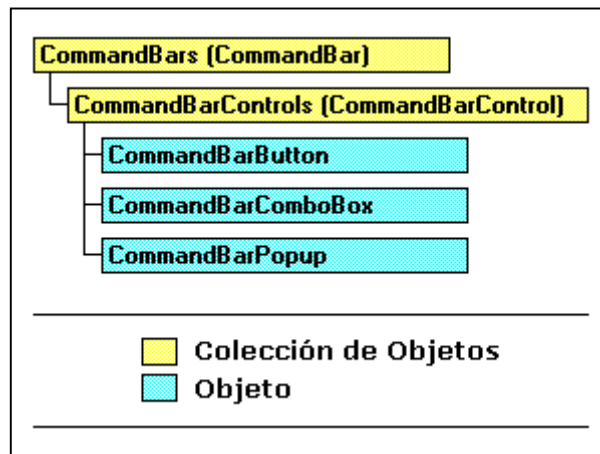 CommandBars (CommandBar)
CommandBarControls (CommandBarControl)
CommandBarButton
CommandBarComboBox
CommandBarPopup
Colección de Objetos
Objeto